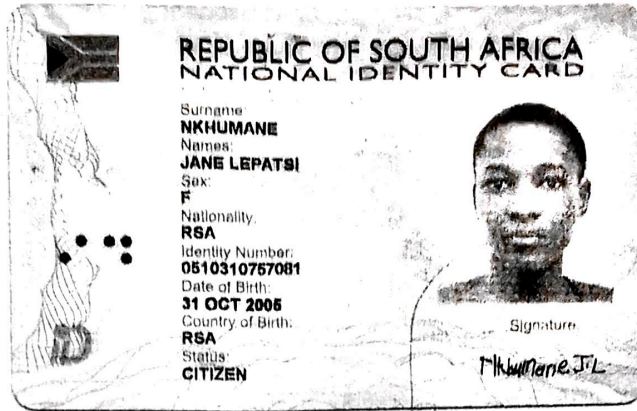 REPUBLIC OF SOUTH AFRICA
NATIONAL IDENTITY CARD
Surname:
NKHUMANE
Names:
JANE LEPATSI
Sex:
F
Nationality:
RSA
Identity Number:
0510310757081
Date of Birth:
31 OCT 2005
Country of Birth:
RSA
Status:
CITIZEN
Signature
Nkhumane J.L